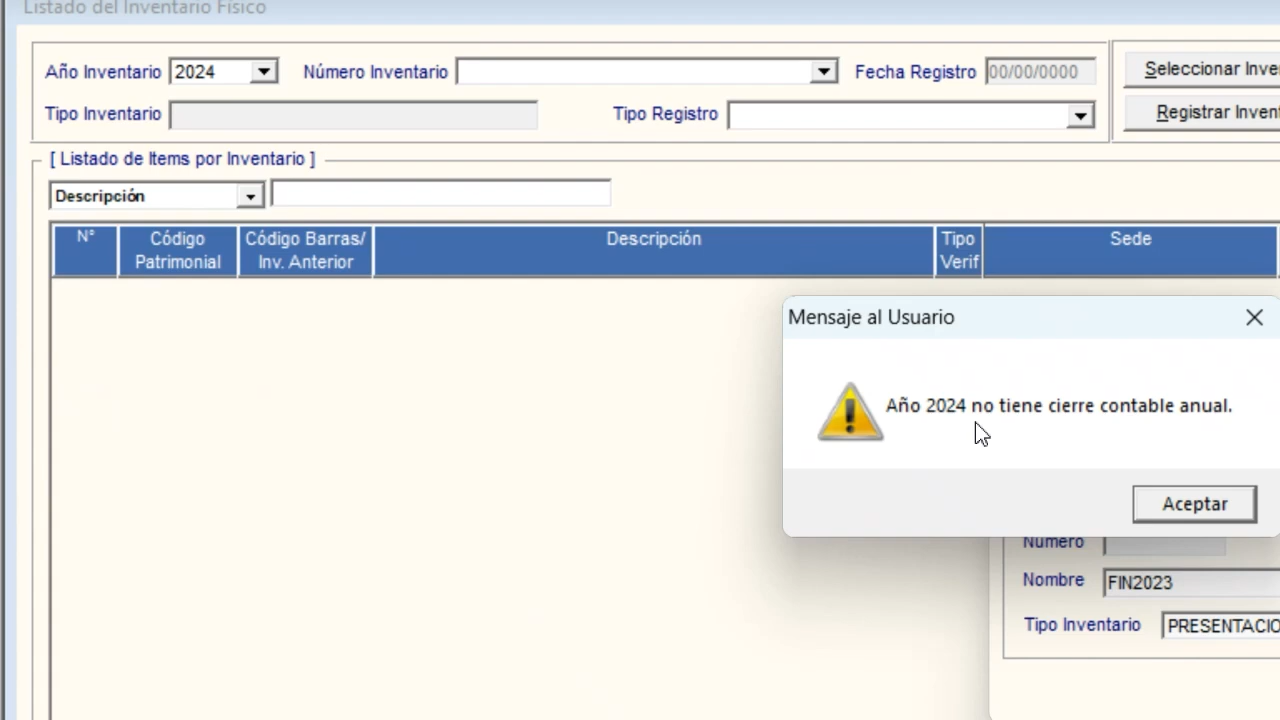 Listado del Inventario Físico
Año Inventario 2024 Número Inventario Fecha Registro 00/00/0000 Seleccionar Inve
Tipo Inventario Tipo Registro Registrar Invent
[ Listado de Items por Inventario ]
Descripción
N° Código Patrimonial Código Barras/ Inv. Anterior Descripción Tipo Verif Sede
Mensaje al Usuario
Año 2024 no tiene cierre contable anual.
Aceptar
Número
Nombre FIN2023
Tipo Inventario PRESENTACIO